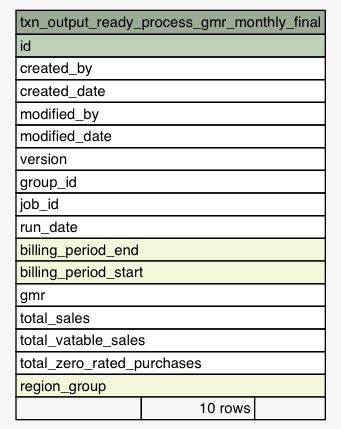 txn_output_ready_process_gmr_monthly_final
id
created_by
created_date
modified_by
modified_date
version
group_id
job_id
run_date
billing_period_end
billing_period_start
gmr
total_sales
total_vatable_sales
total_zero_rated_purchases
region_group
10 rows